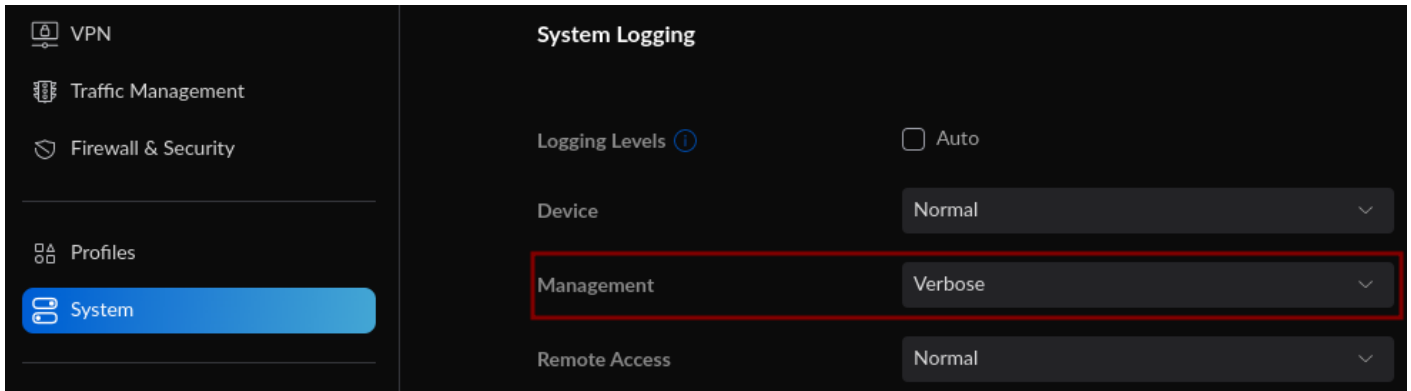 VPN
Traffic Management
Firewall & Security
Profiles
System
System Logging
Logging Levels
Auto
Device
Normal
Management
Verbose
Remote Access
Normal